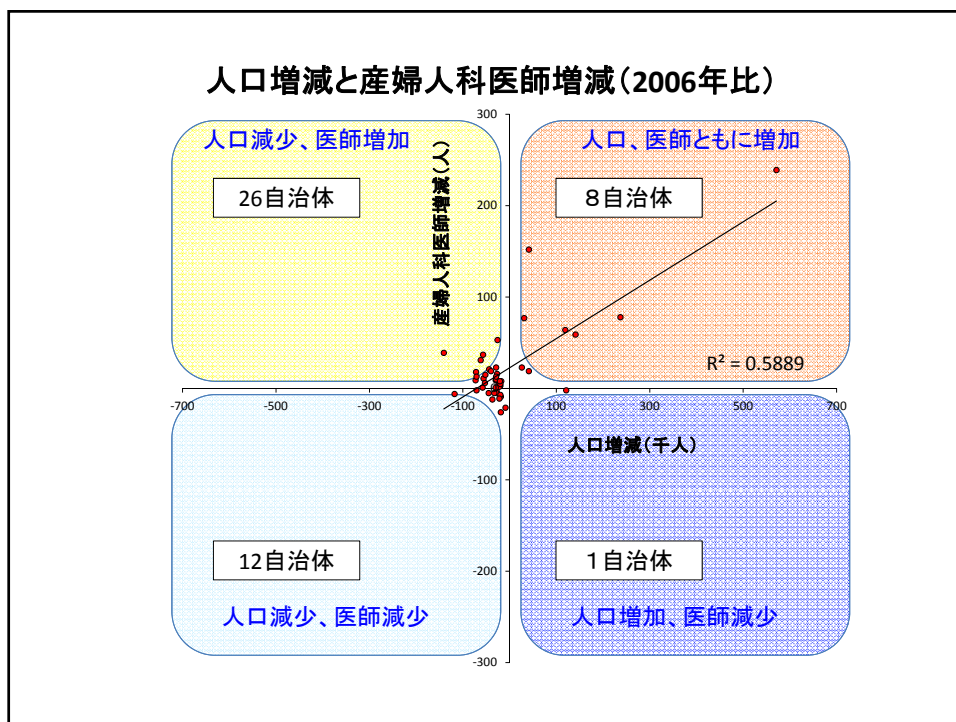 人口増減と産婦人科医師増減（2006年比）
300
人口減少、医師増加
人口、医師ともに増加
26自治体
８自治体
産婦人科医師増減（人）
200
100
R² = 0.5889
-700
-500
-300
-100
100
300
500
700
人口増減（千人）
-100
12自治体
１自治体
-200
人口減少、医師減少
人口増加、医師減少
-300